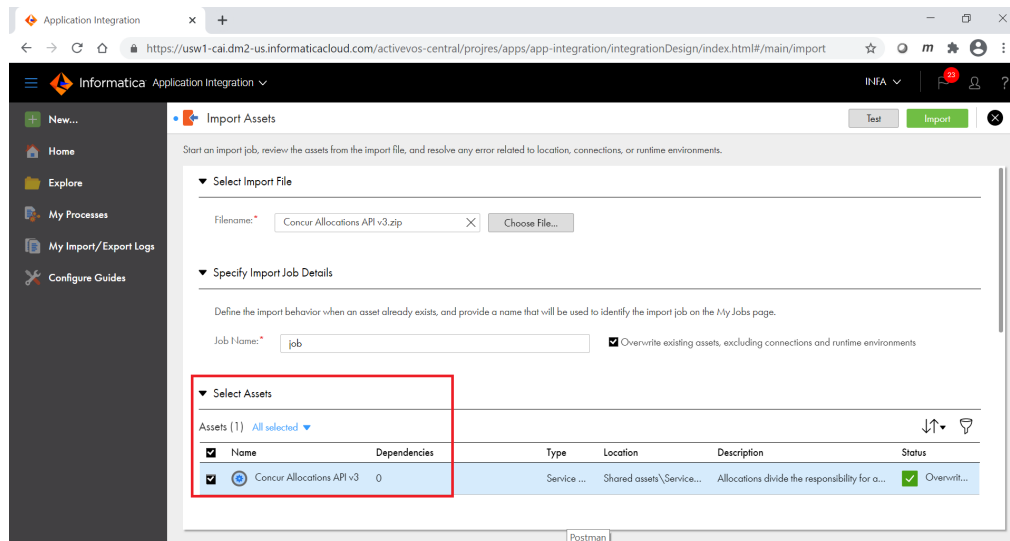 Application Integration
https://usw1-cai.dm2-us.informaticacloud.com/activevos-central/projres/apps/app-integration/integrationDesign/index.html#/main/import
m
Informatica Application Integration
INFA
23
?
New...
Home
Explore
My Processes
My Import/Export Logs
Configure Guides
Import Assets
Test
Import
Start an import job, review the assets from the import file, and resolve any error related to location, connections, or runtime environments.
Select Import File
Filename:*
Concur Allocations API v3.zip
Choose File...
Specify Import Job Details
Define the import behavior when an asset already exists, and provide a name that will be used to identify the import job on the My Jobs page.
Job Name:*
job
Overwrite existing assets, excluding connections and runtime environments
Select Assets
Assets (1) All selected
Name Dependencies Type Location Description Status
Concur Allocations API v3 0 Service ... Shared assets\Service... Allocations divide the responsibility for a... Overwrit...
Postman